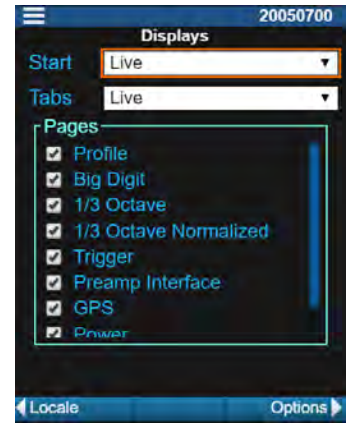 20050700
Displays
Start Live
Tabs Live
Pages
Profile
Big Digit
1/3 Octave
1/3 Octave Normalized
Trigger
Preamp Interface
GPS
Power
Locale Options